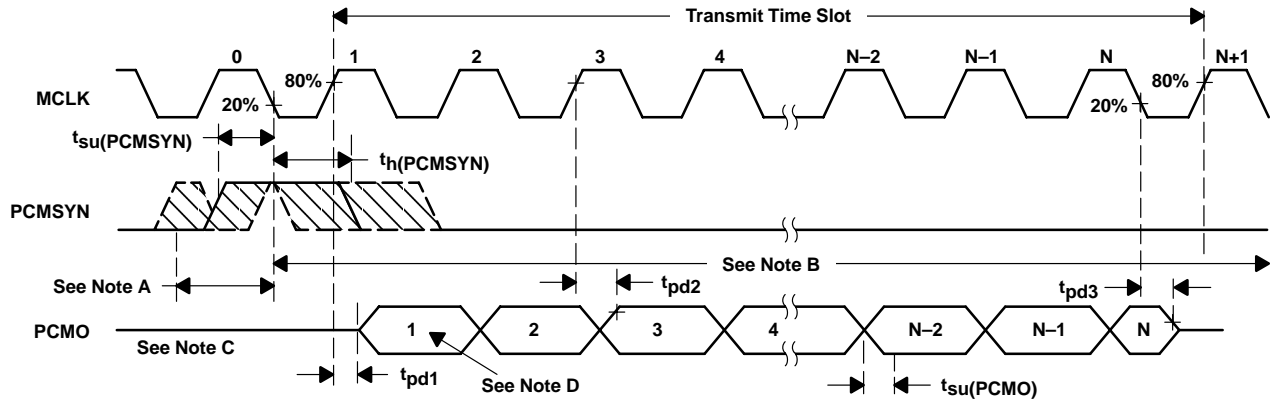 Transmit Time Slot
0 1 2 3 4 N–2 N–1 N N+1
80% 80%
MCLK
20% 20%
tsu(PCMSYN)
th(PCMSYN)
PCMSYN
See Note B
See Note A
tpd2
tpd3
PCMO
1 2 3 4 N–2 N–1 N
See Note C
tpd1
See Note D
tsu(PCMO)